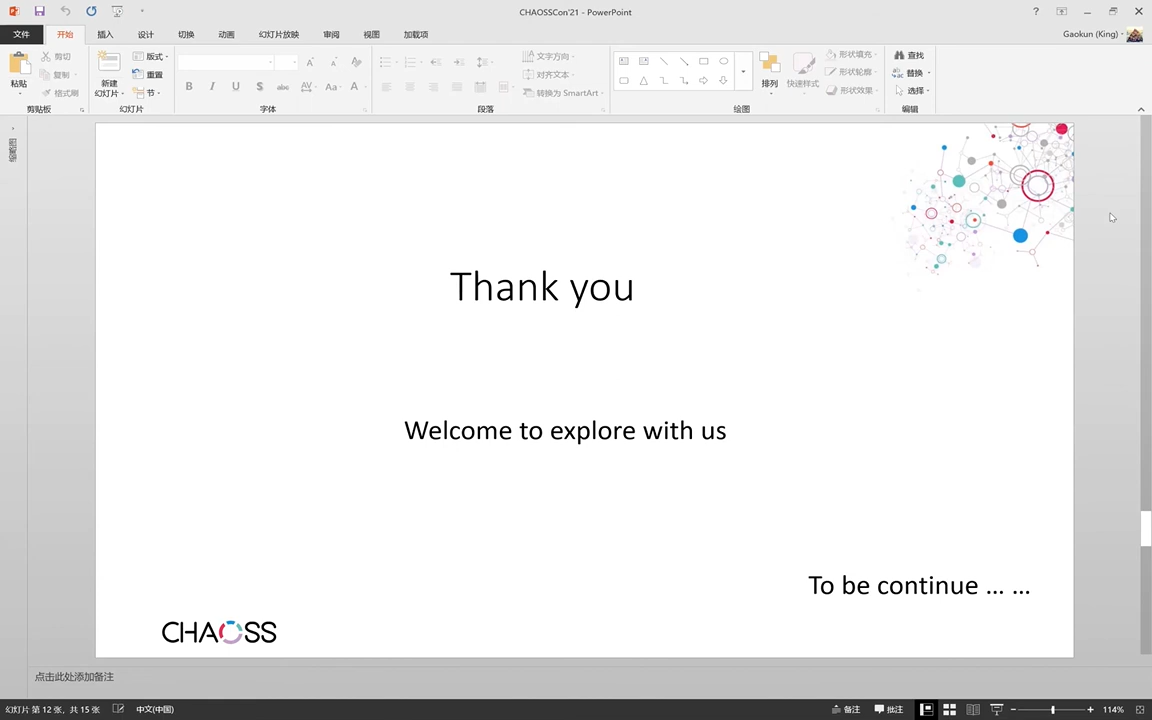 CHAOSSCon'21 - PowerPoint
文件
开始
插入
设计
切换
动画
幻灯片放映
审阅
视图
加载项
Gaokun (King)
粘贴
剪切
复制
格式刷
剪贴板
新建
幻灯片
版式
重置
节
幻灯片
字体
段落
文字方向
对齐文本
转换为 SmartArt
排列
快速样式
形状填充
形状轮廓
形状效果
绘图
查找
替换
选择
编辑
缩略图
Thank you
Welcome to explore with us
To be continue ... ...
CHAOSS
点击此处添加备注
幻灯片 第 12 张，共 15 张
中文(中国)
备注
批注
114%